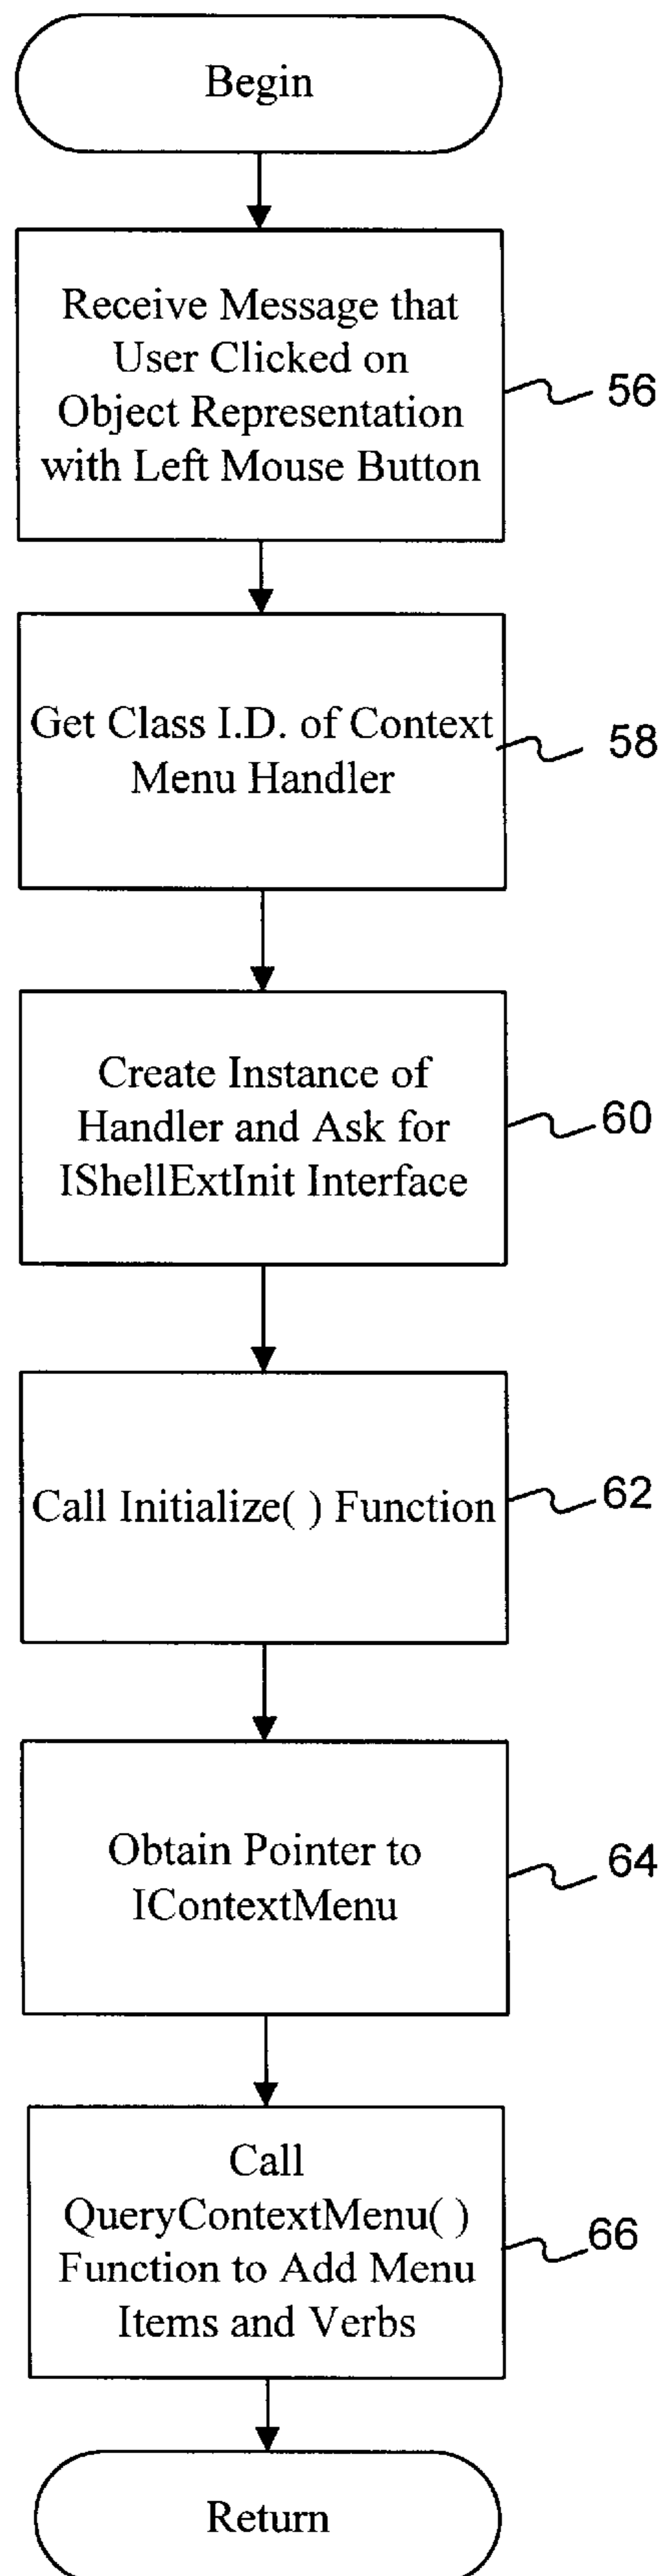 Begin
Receive Message that
User Clicked on
Object Representation
with Left Mouse Button
56
Get Class I.D. of Context
Menu Handler
58
Create Instance of
Handler and Ask for
IShellExtInit Interface
60
Call Initialize( ) Function
62
Obtain Pointer to
IContextMenu
64
Call
QueryContextMenu( )
Function to Add Menu
Items and Verbs
66
Return